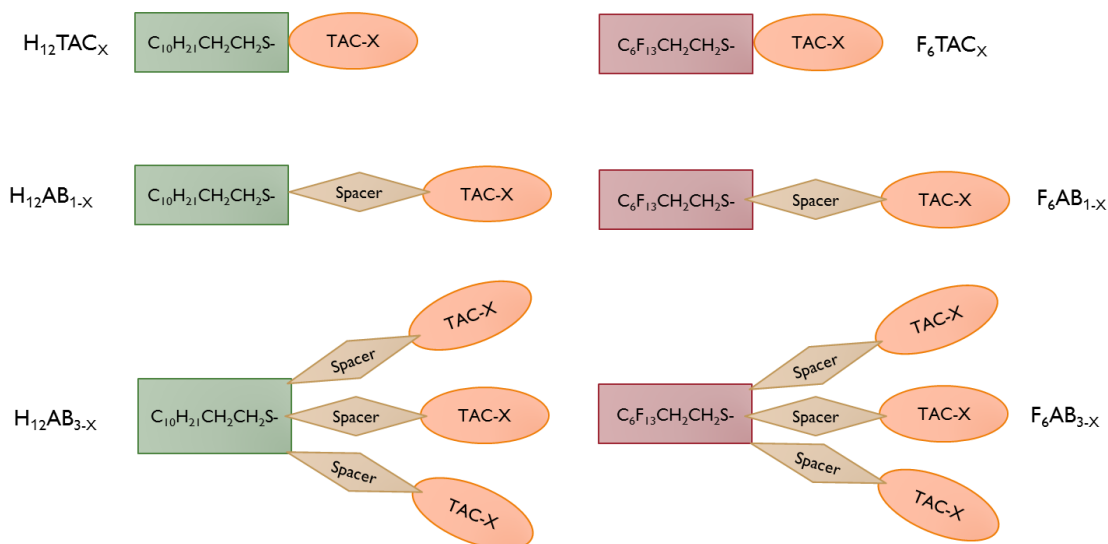 H₁₂TACₓ C₁₀H₂₁CH₂CH₂S- TAC-X C₆F₁₃CH₂CH₂S- TAC-X F₆TACₓ
H₁₂AB₁₋ₓ C₁₀H₂₁CH₂CH₂S- Spacer TAC-X C₆F₁₃CH₂CH₂S- Spacer TAC-X F₆AB₁₋ₓ
Spacer TAC-X Spacer TAC-X
H₁₂AB₃₋ₓ C₁₀H₂₁CH₂CH₂S- Spacer TAC-X C₆F₁₃CH₂CH₂S- Spacer TAC-X F₆AB₃₋ₓ
Spacer TAC-X Spacer TAC-X